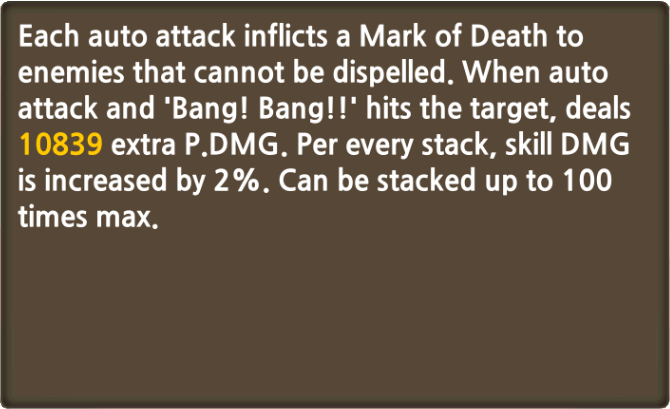 Each auto attack inflicts a Mark of Death to
enemies that cannot be dispelled. When auto
attack and 'Bang! Bang!!' hits the target, deals
10839 extra P.DMG. Per every stack, skill DMG
is increased by 2%. Can be stacked up to 100
times max.